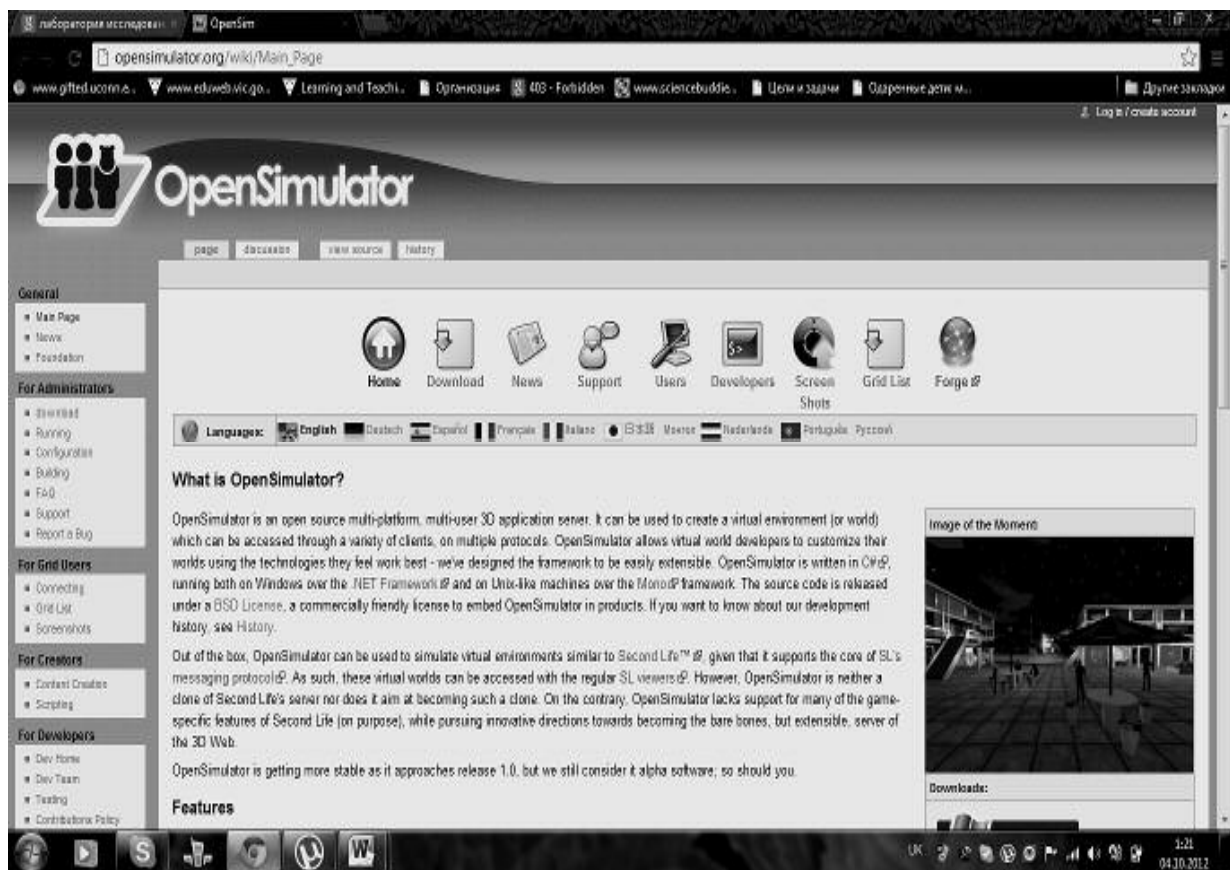 лаборатория исследован
OpenSim
opensimulator.org/wiki/Main_Page
www.gifted.uconn.e... www.eduweb.vic.go... Learning and Teachi... Организация 403 - Forbidden www.sciencebuddie... Цели и задачи Одаренные дети и... Другие закладки
Log in / create account
OpenSimulator
page discussion view source history
General
Main Page
News
Foundation
For Administrators
download
Running
Configuration
Building
FAQ
Support
Report a Bug
For Grid Users
Connecting
Grid List
Screenshots
For Creators
Content Creation
Scripting
For Developers
Dev Home
Dev Team
Testing
Contributions Policy
Home Download News Support Users Developers Screen Shots Grid List Forge
Languages: English Deutsch Español Français Italiano 日本語 Nederlands Português Русский
What is OpenSimulator?
OpenSimulator is an open source multi-platform, multi-user 3D application server. It can be used to create a virtual environment (or world)
which can be accessed through a variety of clients, on multiple protocols. OpenSimulator allows virtual world developers to customize their
worlds using the technologies they feel work best - we've designed the framework to be easily extensible. OpenSimulator is written in C#,
running both on Windows over the .NET Framework and on Unix-like machines over the Mono framework. The source code is released
under a BSD License, a commercially friendly license to embed OpenSimulator in products. If you want to know about our development
history, see History.
Out of the box, OpenSimulator can be used to simulate virtual environments similar to Second Life™, given that it supports the core of SL's
messaging protocol. As such, these virtual worlds can be accessed with the regular SL viewers. However, OpenSimulator is neither a
clone of Second Life's server nor does it aim at becoming such a clone. On the contrary, OpenSimulator lacks support for many of the game-
specific features of Second Life (on purpose), while pursuing innovative directions towards becoming the bare bones, but extensible, server of
the 3D Web.
OpenSimulator is getting more stable as it approaches release 1.0, but we still consider it alpha software; so should you.
Features
Image of the Moment:
Downloads:
UK
1:21
04.10.2012